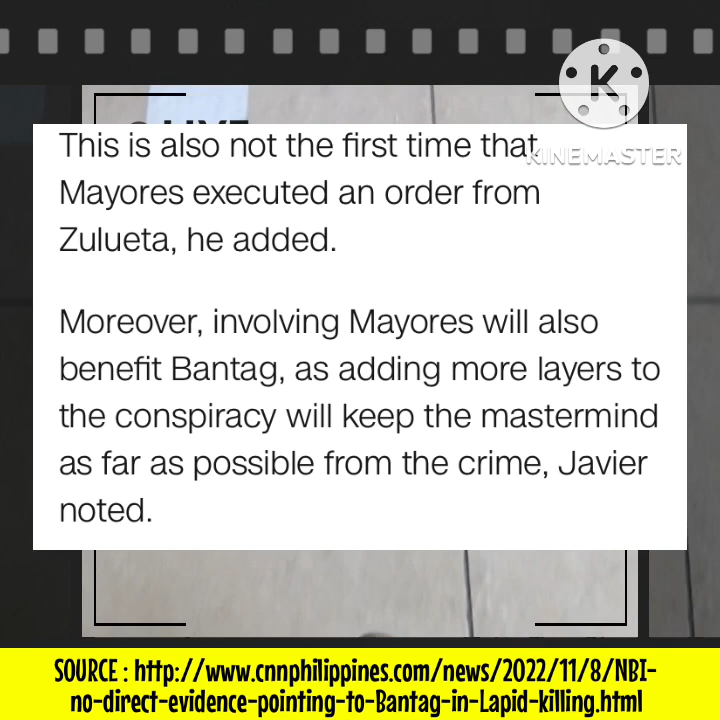 K
KINEMASTER
This is also not the first time that
Mayores executed an order from
Zulueta, he added.
Moreover, involving Mayores will also
benefit Bantag, as adding more layers to
the conspiracy will keep the mastermind
as far as possible from the crime, Javier
noted.
SOURCE : http://www.cnnphilippines.com/news/2022/11/8/NBI-
no-direct-evidence-pointing-to-Bantag-in-Lapid-killing.html